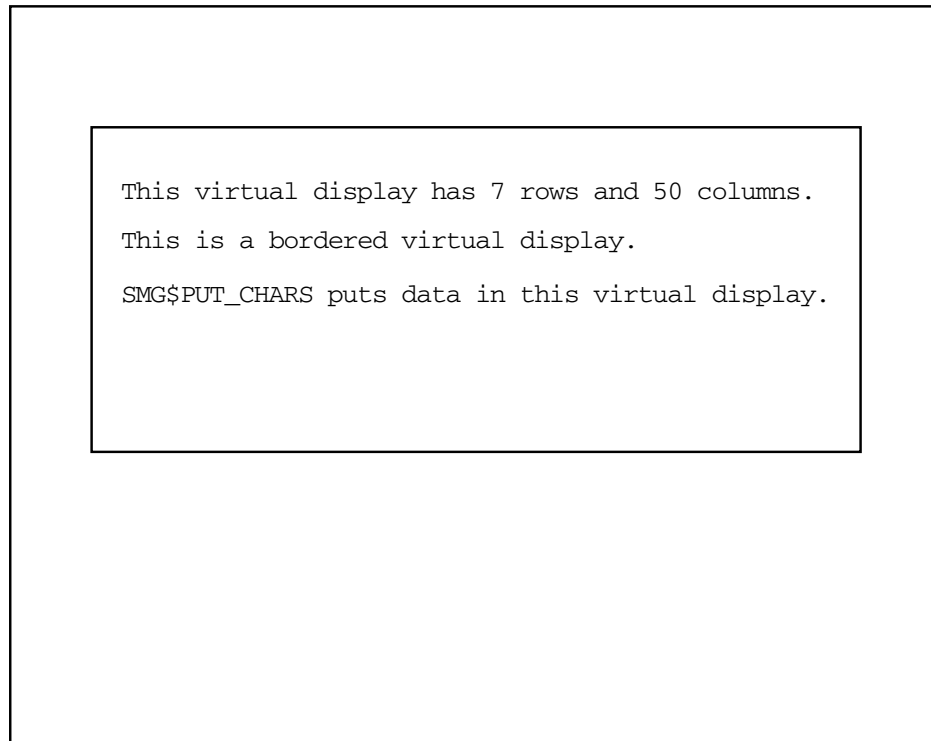 This virtual display has 7 rows and 50 columns.
This is a bordered virtual display.
SMG$PUT_CHARS puts data in this virtual display.